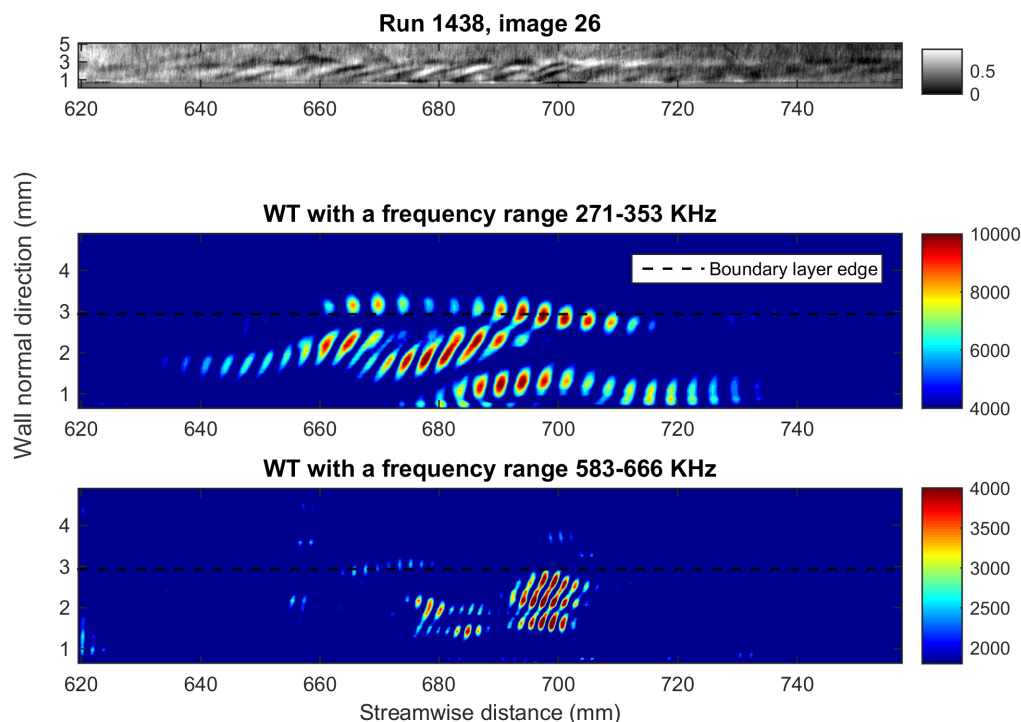 Run 1438, image 26
5
3
1
620 640 660 680 700 720 740
0.5
0
Wall normal direction (mm)
WT with a frequency range 271-353 KHz
4
3
2
1
Boundary layer edge
620 640 660 680 700 720 740
10000
8000
6000
4000
WT with a frequency range 583-666 KHz
4
3
2
1
620 640 660 680 700 720 740
4000
3500
3000
2500
2000
Streamwise distance (mm)